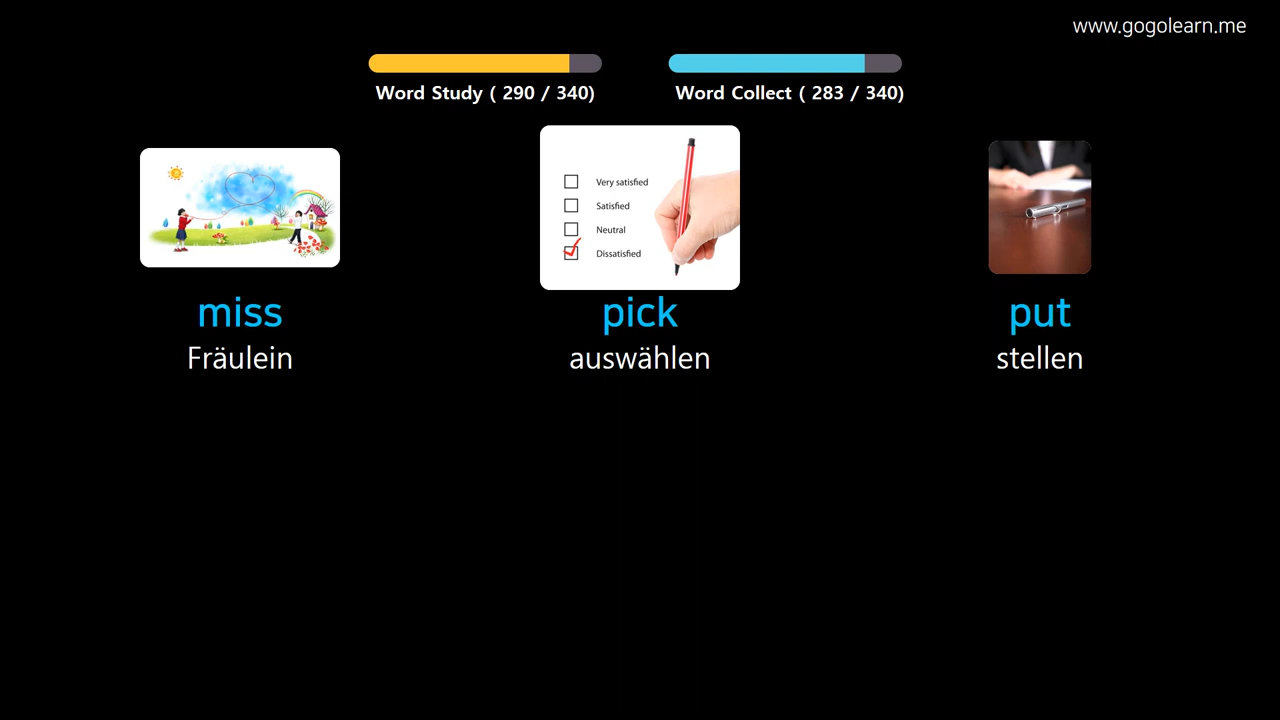 www.gogolearn.me
Word Study ( 290 / 340)
Word Collect ( 283 / 340)
Very satisfied
Satisfied
Neutral
Dissatisfied
miss
pick
put
Fräulein
auswählen
stellen